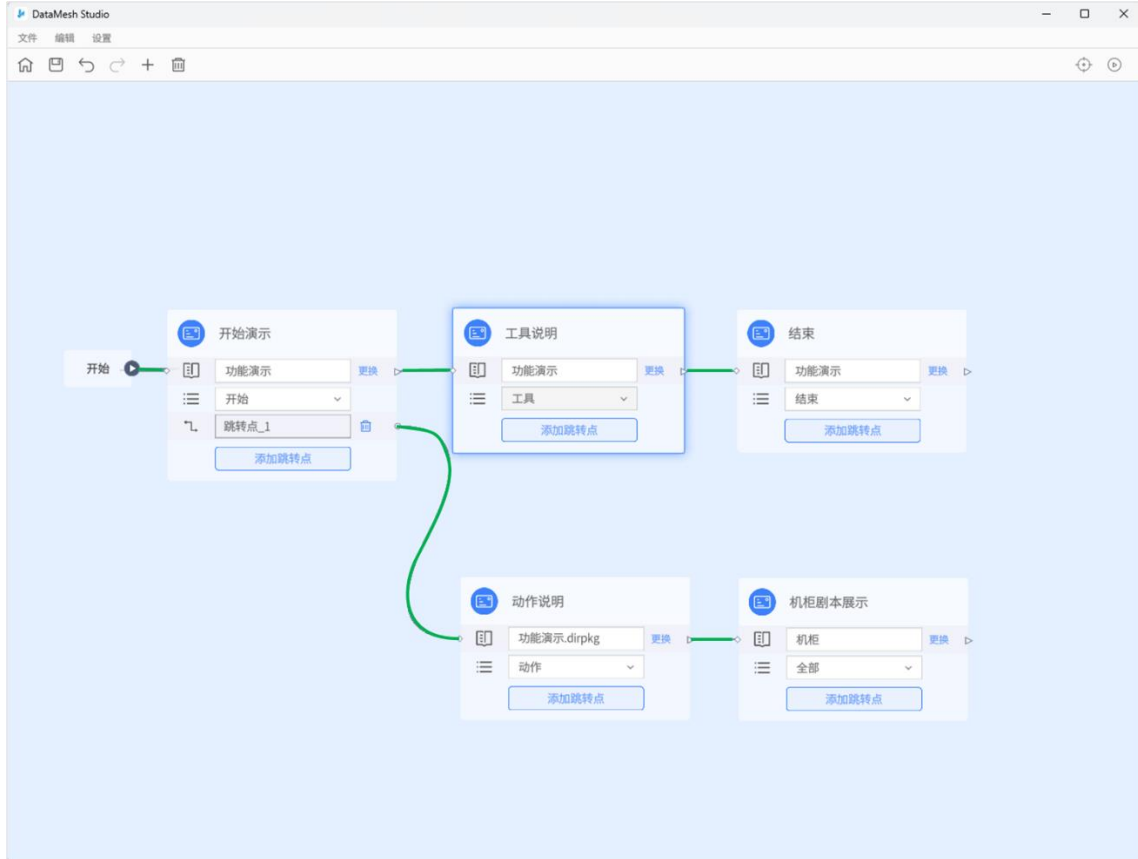 DataMesh Studio
文件 编辑 设置
开始
开始演示
功能演示 更换
开始
跳转点_1
添加跳转点
工具说明
功能演示 更换
工具
添加跳转点
结束
功能演示 更换
结束
添加跳转点
动作说明
功能演示.dirpkg 更换
动作
添加跳转点
机柜剧本展示
机柜 更换
全部
添加跳转点